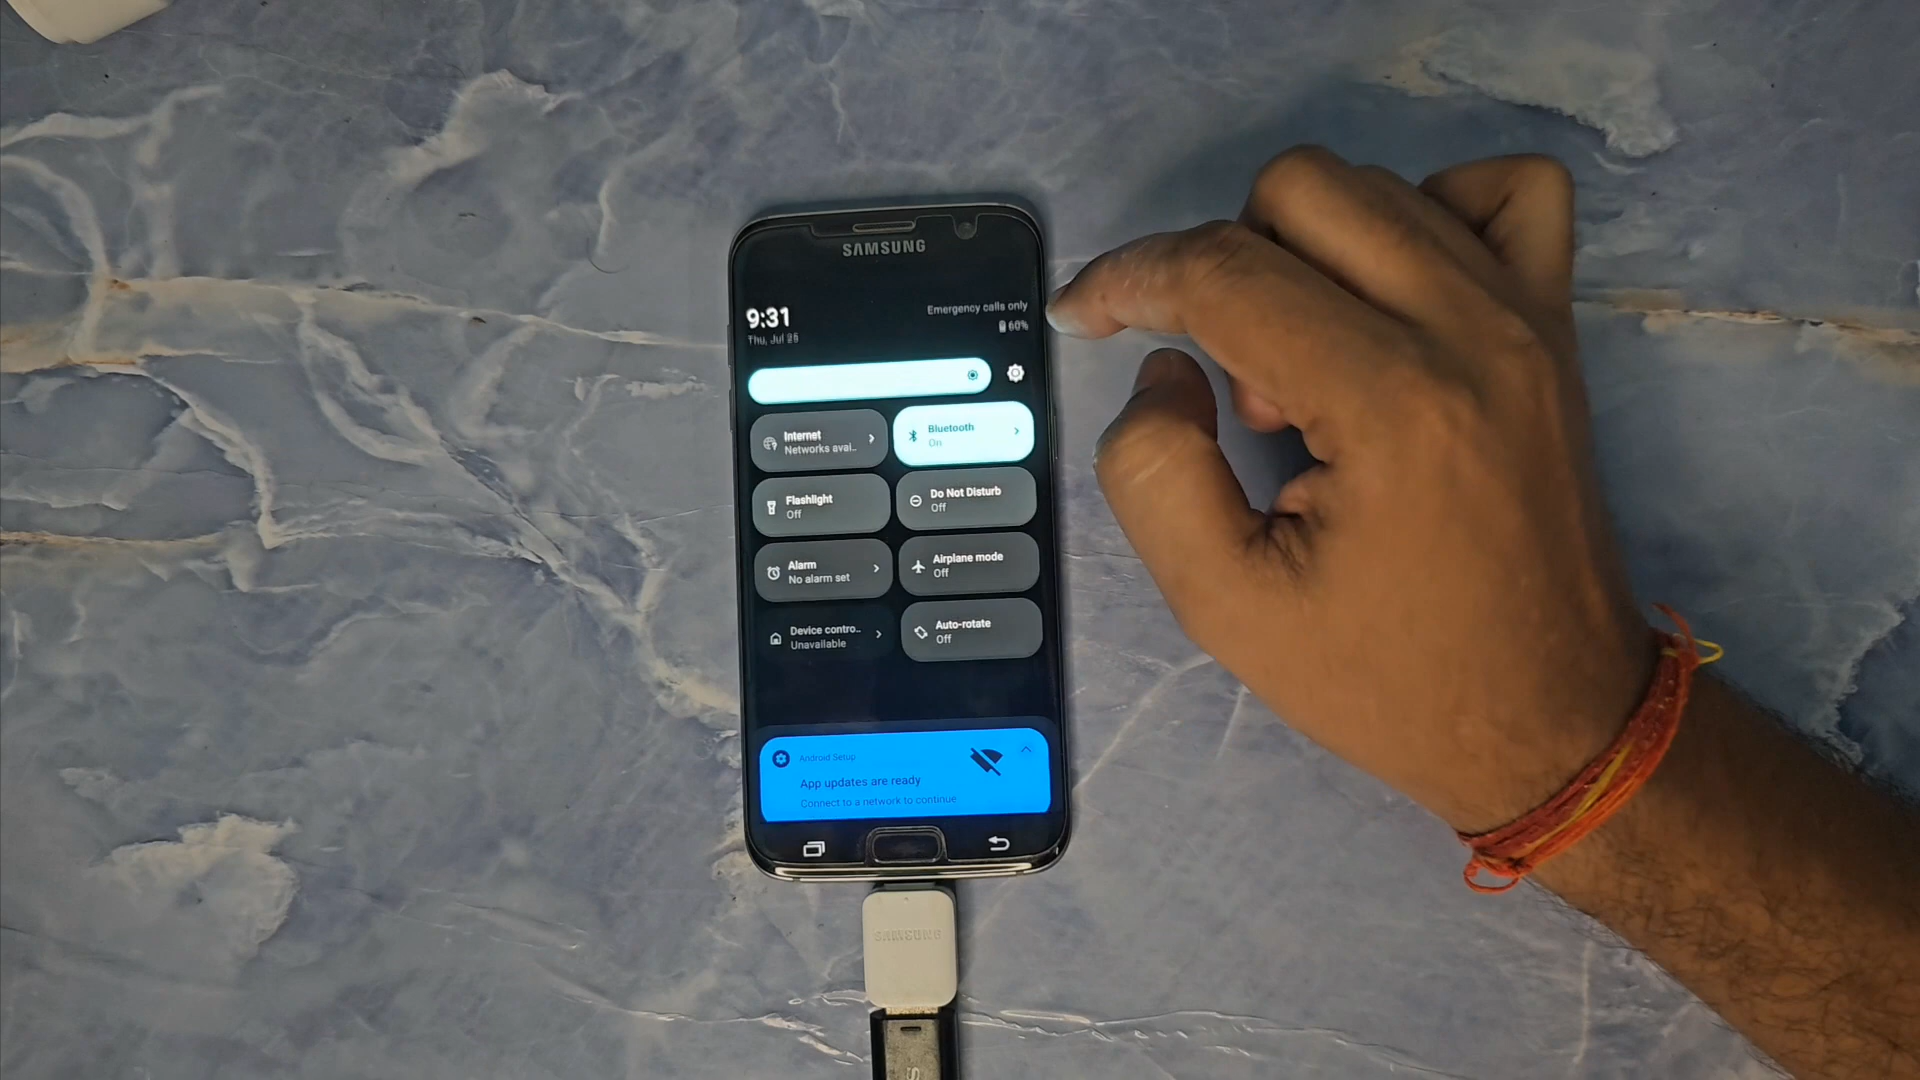 SAMSUNG
Emergency calls only
9:31
60%
Thu, Jul 25
Internet
Networks avai..
Bluetooth
On
Flashlight
Off
Do Not Disturb
Off
Alarm
No alarm set
Airplane mode
Off
Device contro..
Unavailable
Auto-rotate
Off
Android Setup
App updates are ready
Connect to a network to continue
SAMSUNG
S